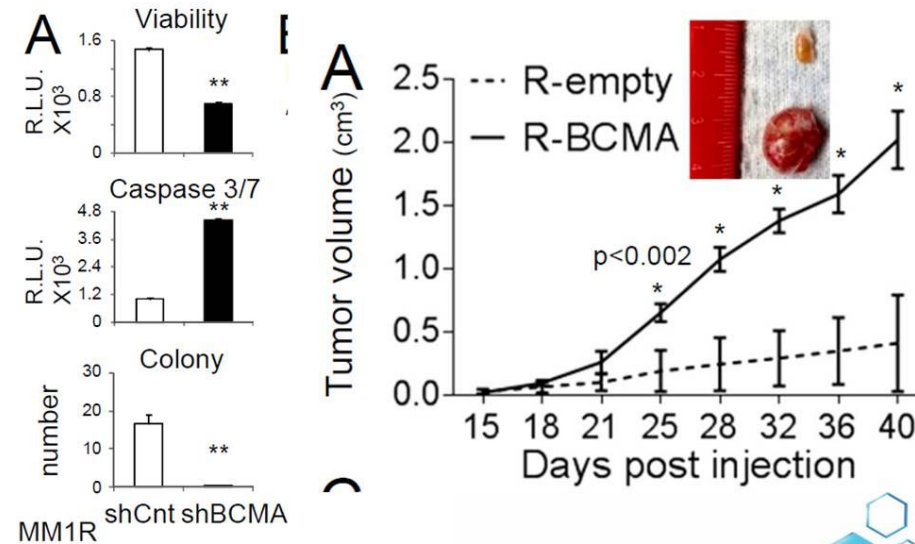 A
Viability
1.6
0.8
0
R.L.U.
X10³
**
Caspase 3/7
**
4.8
3.6
2.4
1.2
0
R.L.U.
X10³
Colony
30
20
10
0
number
**
shCnt shBCMA
MM1R
A
Tumor volume (cm³)
2.5
2.0
1.5
1.0
0.5
0.0
R-empty
R-BCMA
p<0.002
* * * * * *
15 18 21 25 28 32 36 40
Days post injection